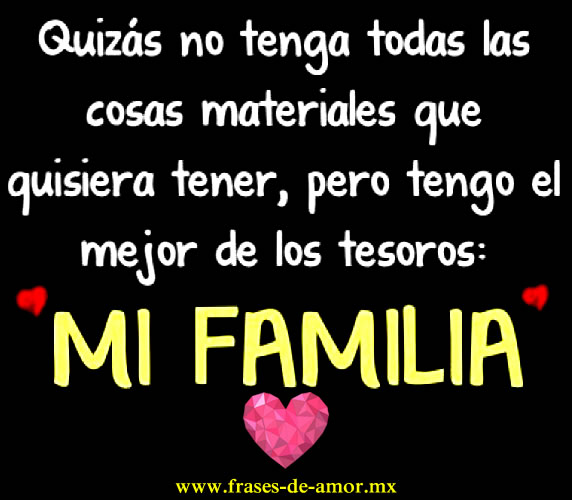 Quizás no tenga todas las
cosas materiales que
quisiera tener, pero tengo el
mejor de los tesoros:
MI FAMILIA
www.frases-de-amor.mx